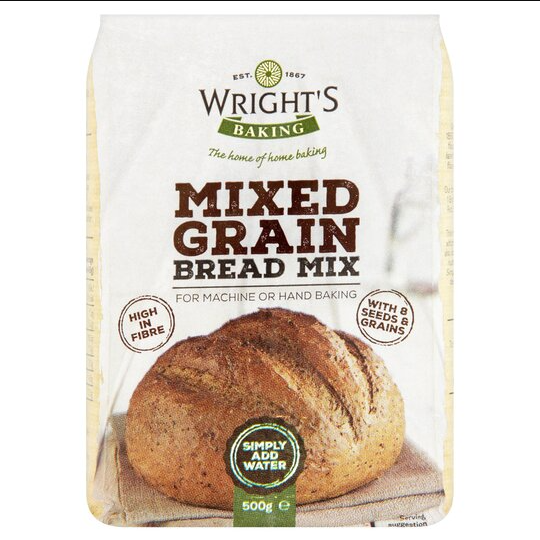 EST. 1867
WRIGHT'S
BAKING
The home of home baking
MIXED
GRAIN
BREAD MIX
FOR MACHINE OR HAND BAKING
HIGH
IN
FIBRE
WITH 8
SEEDS &
GRAINS
SIMPLY
ADD
WATER
500g e
Serving
suggestion